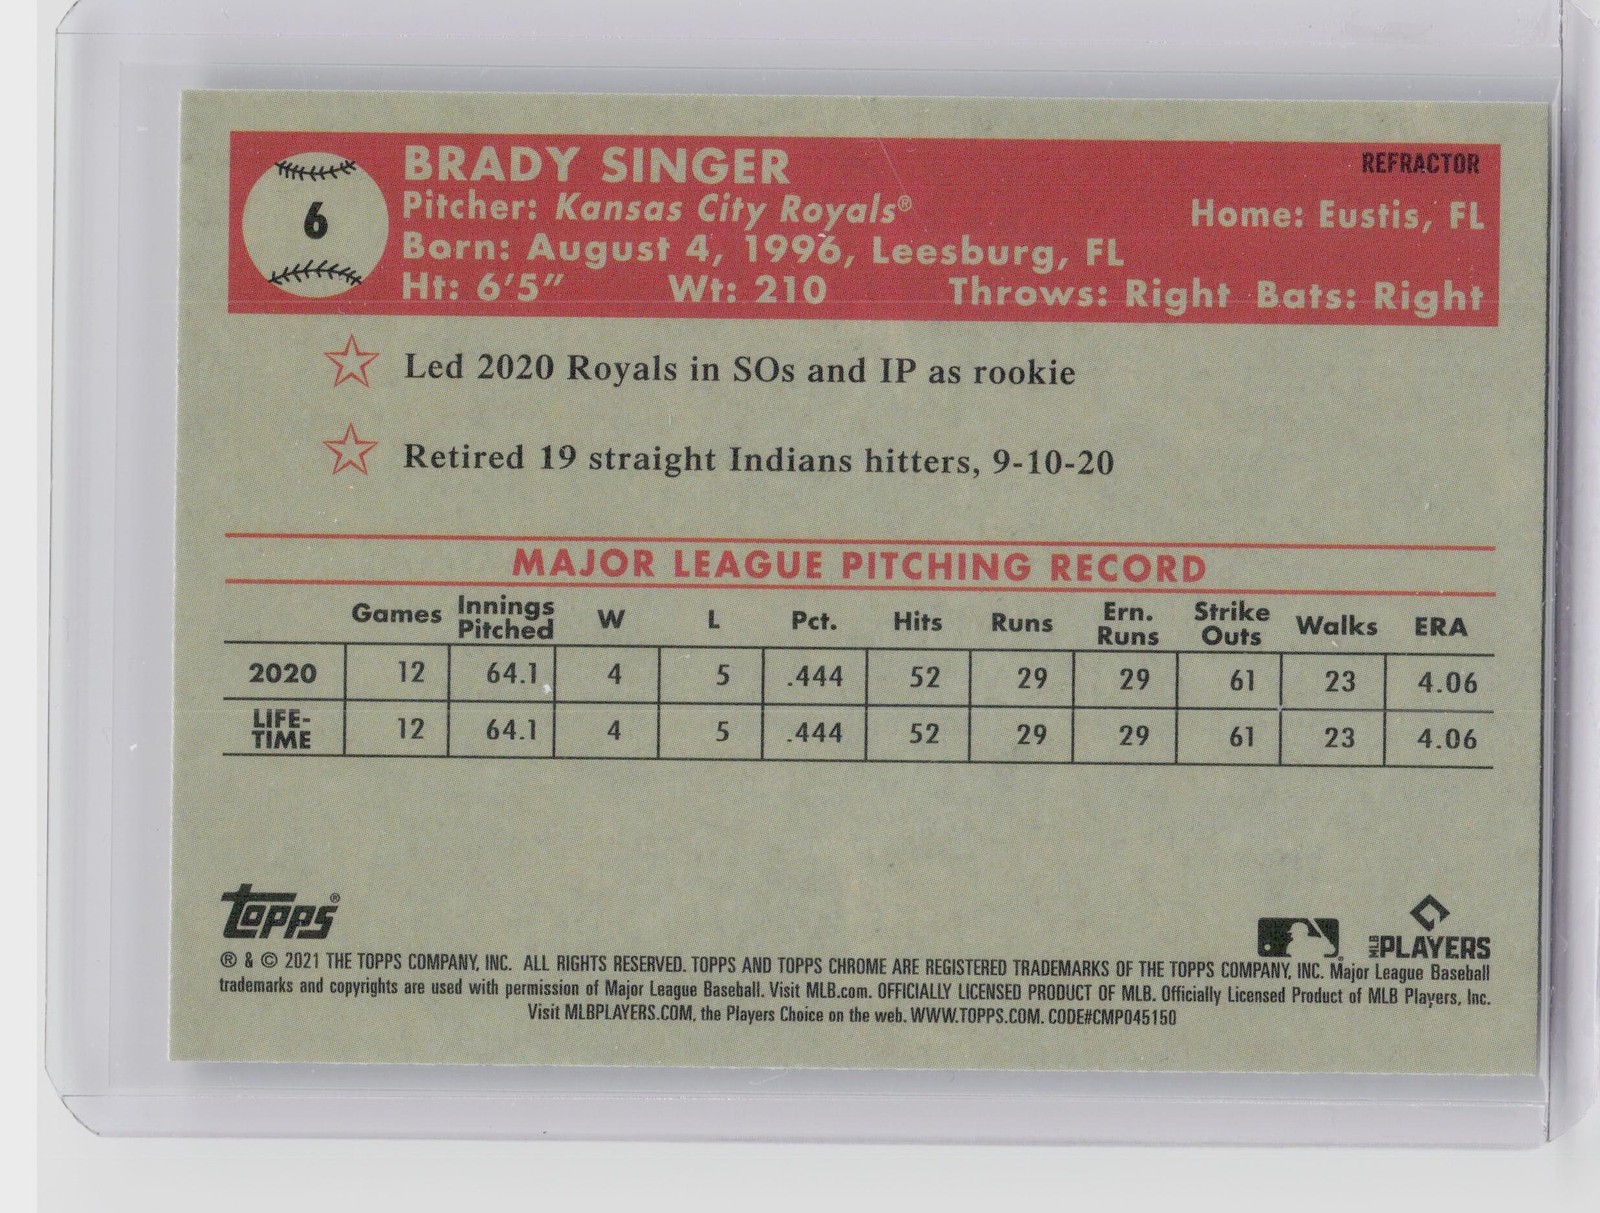 6
BRADY SINGER
REFRACTOR
Pitcher: Kansas City Royals®
Home: Eustis, FL
Born: August 4, 1996, Leesburg, FL
Ht: 6'5" Wt: 210 Throws: Right Bats: Right
Led 2020 Royals in SOs and IP as rookie
Retired 19 straight Indians hitters, 9-10-20
MAJOR LEAGUE PITCHING RECORD
Games Innings Pitched W L Pct. Hits Runs Ern. Runs Strike Outs Walks ERA
2020 12 64.1 4 5 .444 52 29 29 61 23 4.06
LIFE-TIME 12 64.1 4 5 .444 52 29 29 61 23 4.06
topps®
MLB PLAYERS
® & © 2021 THE TOPPS COMPANY, INC. ALL RIGHTS RESERVED. TOPPS AND TOPPS CHROME ARE REGISTERED TRADEMARKS OF THE TOPPS COMPANY, INC. Major League Baseball
trademarks and copyrights are used with permission of Major League Baseball. Visit MLB.com. OFFICIALLY LICENSED PRODUCT OF MLB. Officially Licensed Product of MLB Players, Inc.
Visit MLBPLAYERS.COM, the Players Choice on the web. WWW.TOPPS.COM. CODE#CMP045150